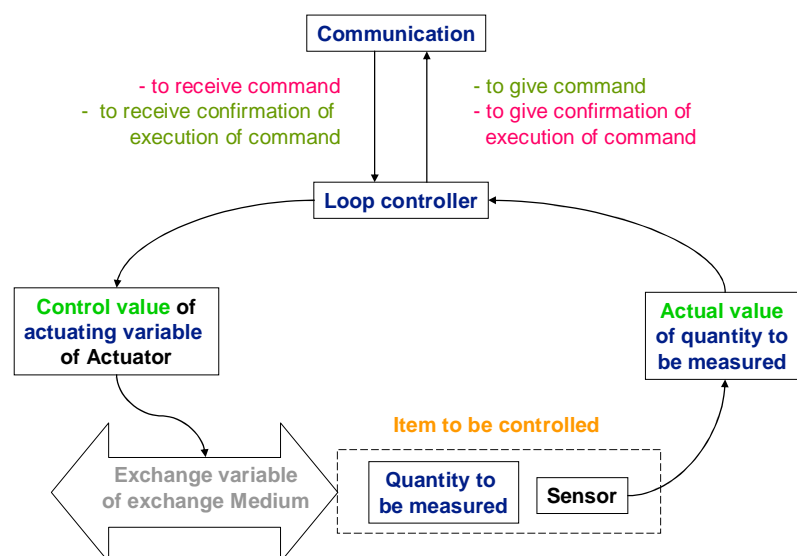 Communication
- to receive command
- to receive confirmation of
execution of command
- to give command
- to give confirmation of
execution of command
Loop controller
Control value of
actuating variable
of Actuator
Actual value
of quantity to
be measured
Item to be controlled
Exchange variable
of exchange Medium
Quantity to
be measured
Sensor